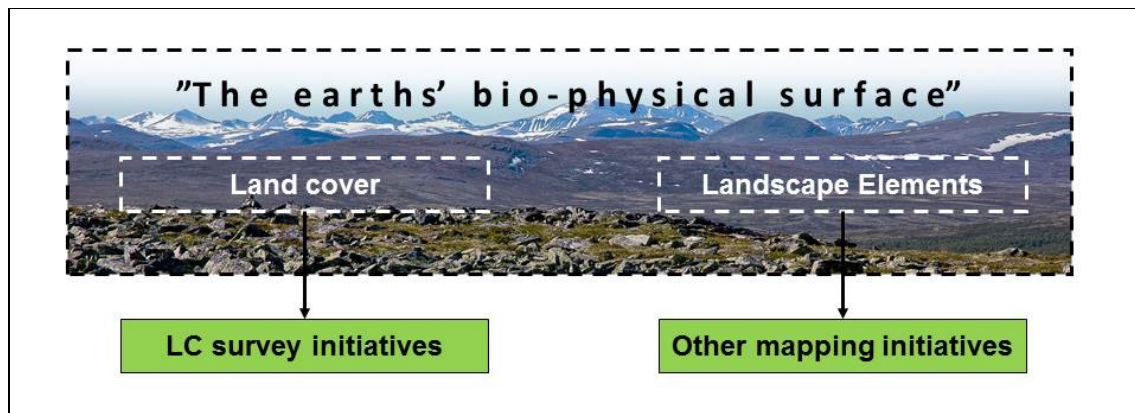 ”The earths’ bio-physical surface”
Land cover
Landscape Elements
LC survey initiatives
Other mapping initiatives